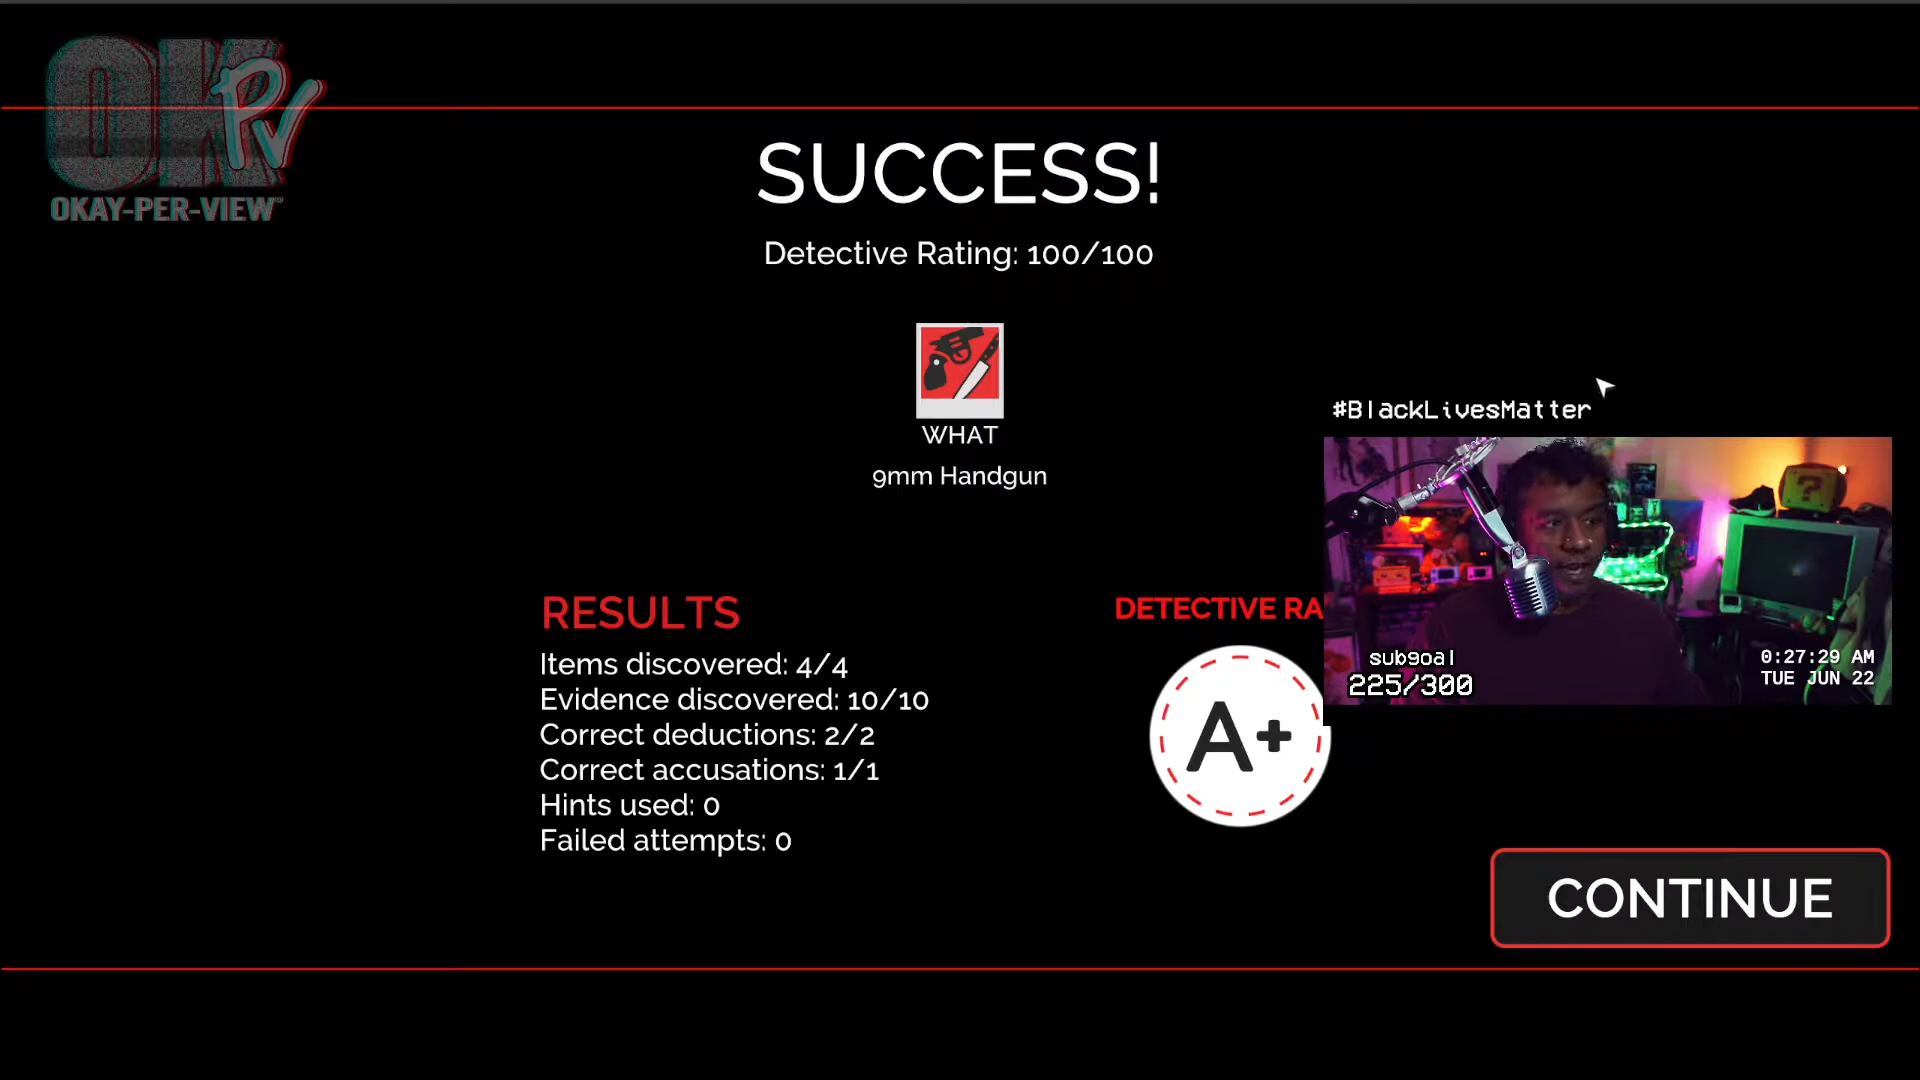 OK PV
OKAY-PER-VIEW®
SUCCESS!
Detective Rating: 100/100
WHAT
9mm Handgun
#BlackLivesMatter
?
RESULTS
Items discovered: 4/4
Evidence discovered: 10/10
Correct deductions: 2/2
Correct accusations: 1/1
Hints used: 0
Failed attempts: 0
DETECTIVE RA
A+
subgoal
225/300
0:27:29 AM
TUE JUN 22
CONTINUE